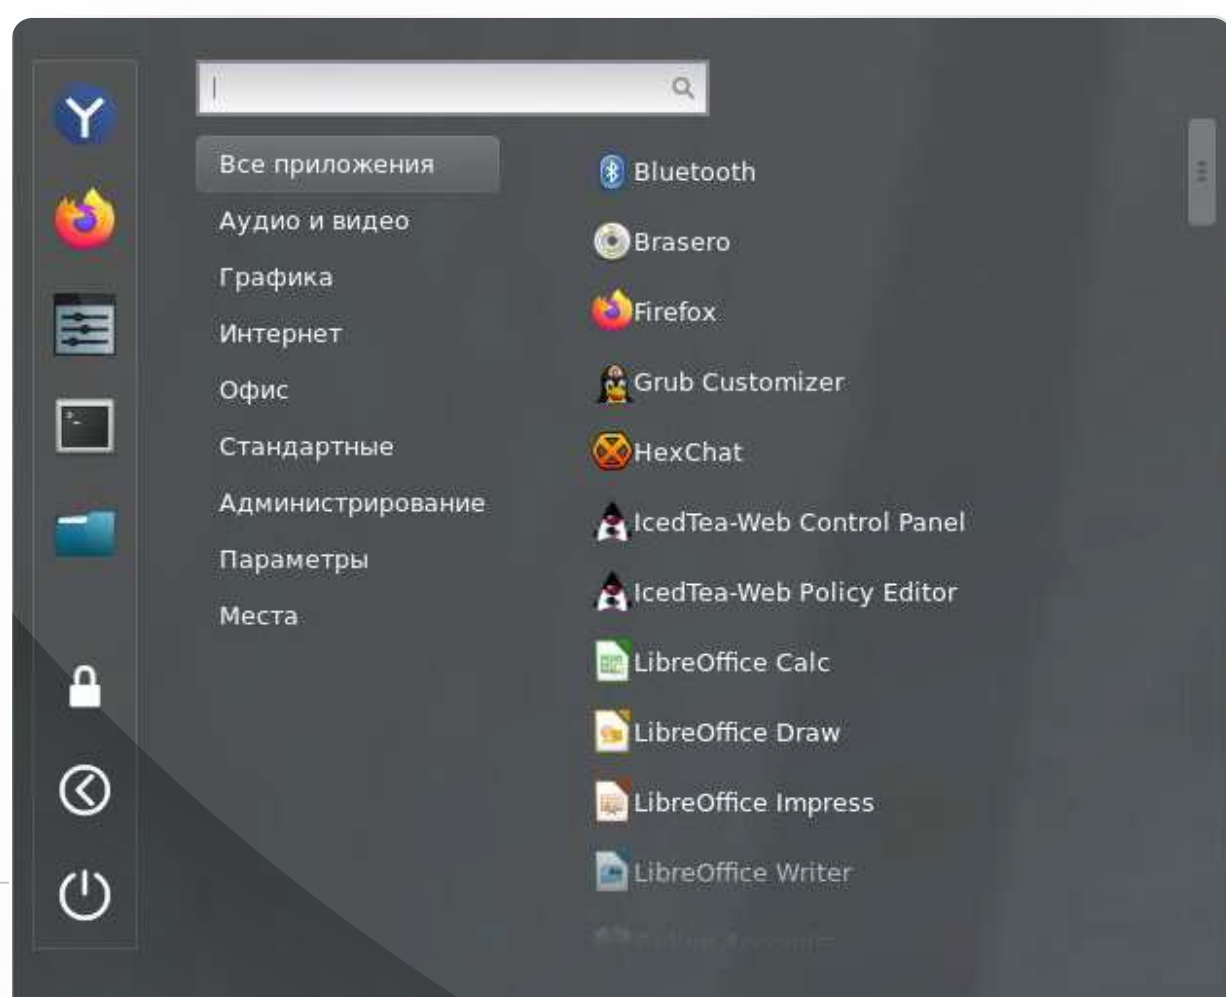 Все приложения
Аудио и видео
Графика
Интернет
Офис
Стандартные
Администрирование
Параметры
Места
Bluetooth
Brasero
Firefox
Grub Customizer
HexChat
IcedTea-Web Control Panel
IcedTea-Web Policy Editor
LibreOffice Calc
LibreOffice Draw
LibreOffice Impress
LibreOffice Writer